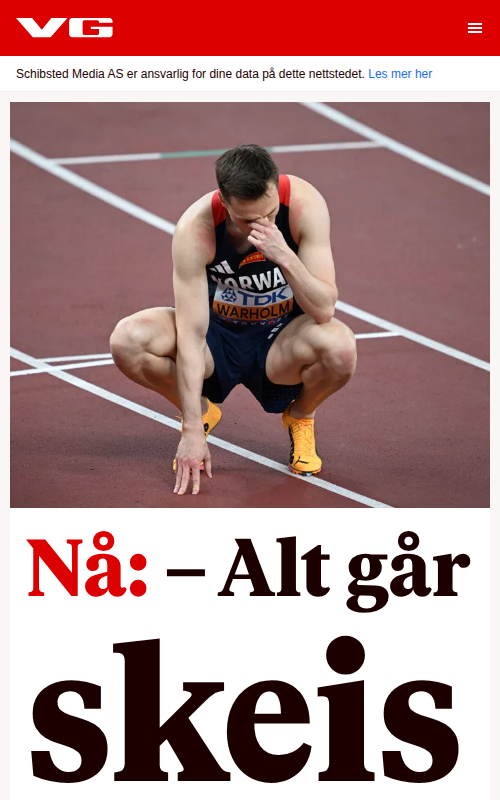 VG
Schibsted Media AS er ansvarlig for dine data på dette nettstedet. Les mer her
NORWAY
TDK
WARHOLM
Nå: – Alt går
skeis